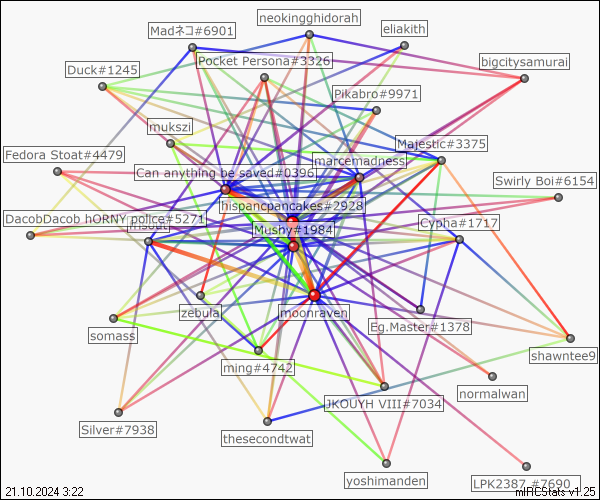 neokingghidorah
Madネコ#6901
eliakith
Pocket Persona#3326
bigcitysamurai
Duck#1245
Pikabro#9971
mukszi
Majestic#3375
Fedora Stoat#4479
marcemadness
Can anything be saved#0396
Swirly Boi#6154
hispancpancakes#2928
DacobDacob hORNY police#5271
Cypha#1717
Mushy#1984
zebula
moonraven
Eg.Master#1378
somass
shawntee9
ming#4742
normalwan
JKOUYH VIII#7034
Silver#7938
thesecondtwat
yoshimanden
LPK2387_#7690
21.10.2024 3:22
mIRCStats v1.25